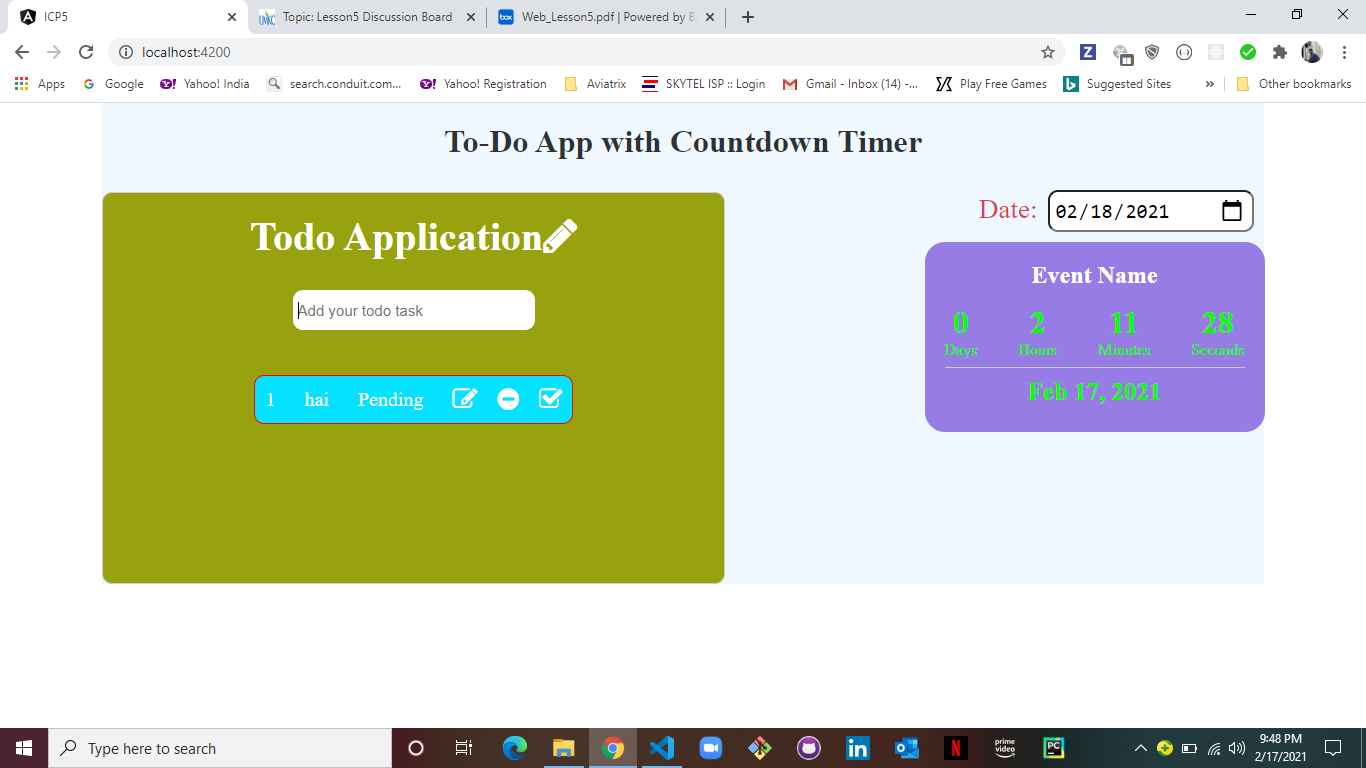 ICP5
Topic: Lesson5 Discussion Board
Web_Lesson5.pdf | Powered by B
localhost:4200
Apps
Google
Yahoo! India
search.conduit.com...
Yahoo! Registration
Aviatrix
SKYTEL ISP :: Login
Gmail - Inbox (14) -...
Play Free Games
Suggested Sites
»
Other bookmarks
To-Do App with Countdown Timer
Todo Application
Add your todo task
1 hai Pending
Date: 02/18/2021
Event Name
0 2 11 28
Days Hours Minutes Seconds
Feb 17, 2021
Type here to search
prime video
PC
9:48 PM
2/17/2021